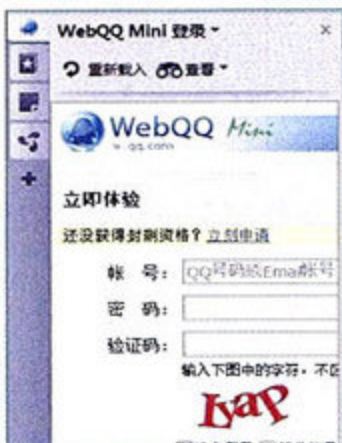 WebQQ Mini 登录
重新载入 查看
WebQQ Mini
w.qq.com
立即体验
还没获得封测资格？立刻申请
帐 号： QQ号码或Email帐号
密 码：
验证码：
输入下图中的字符，不区